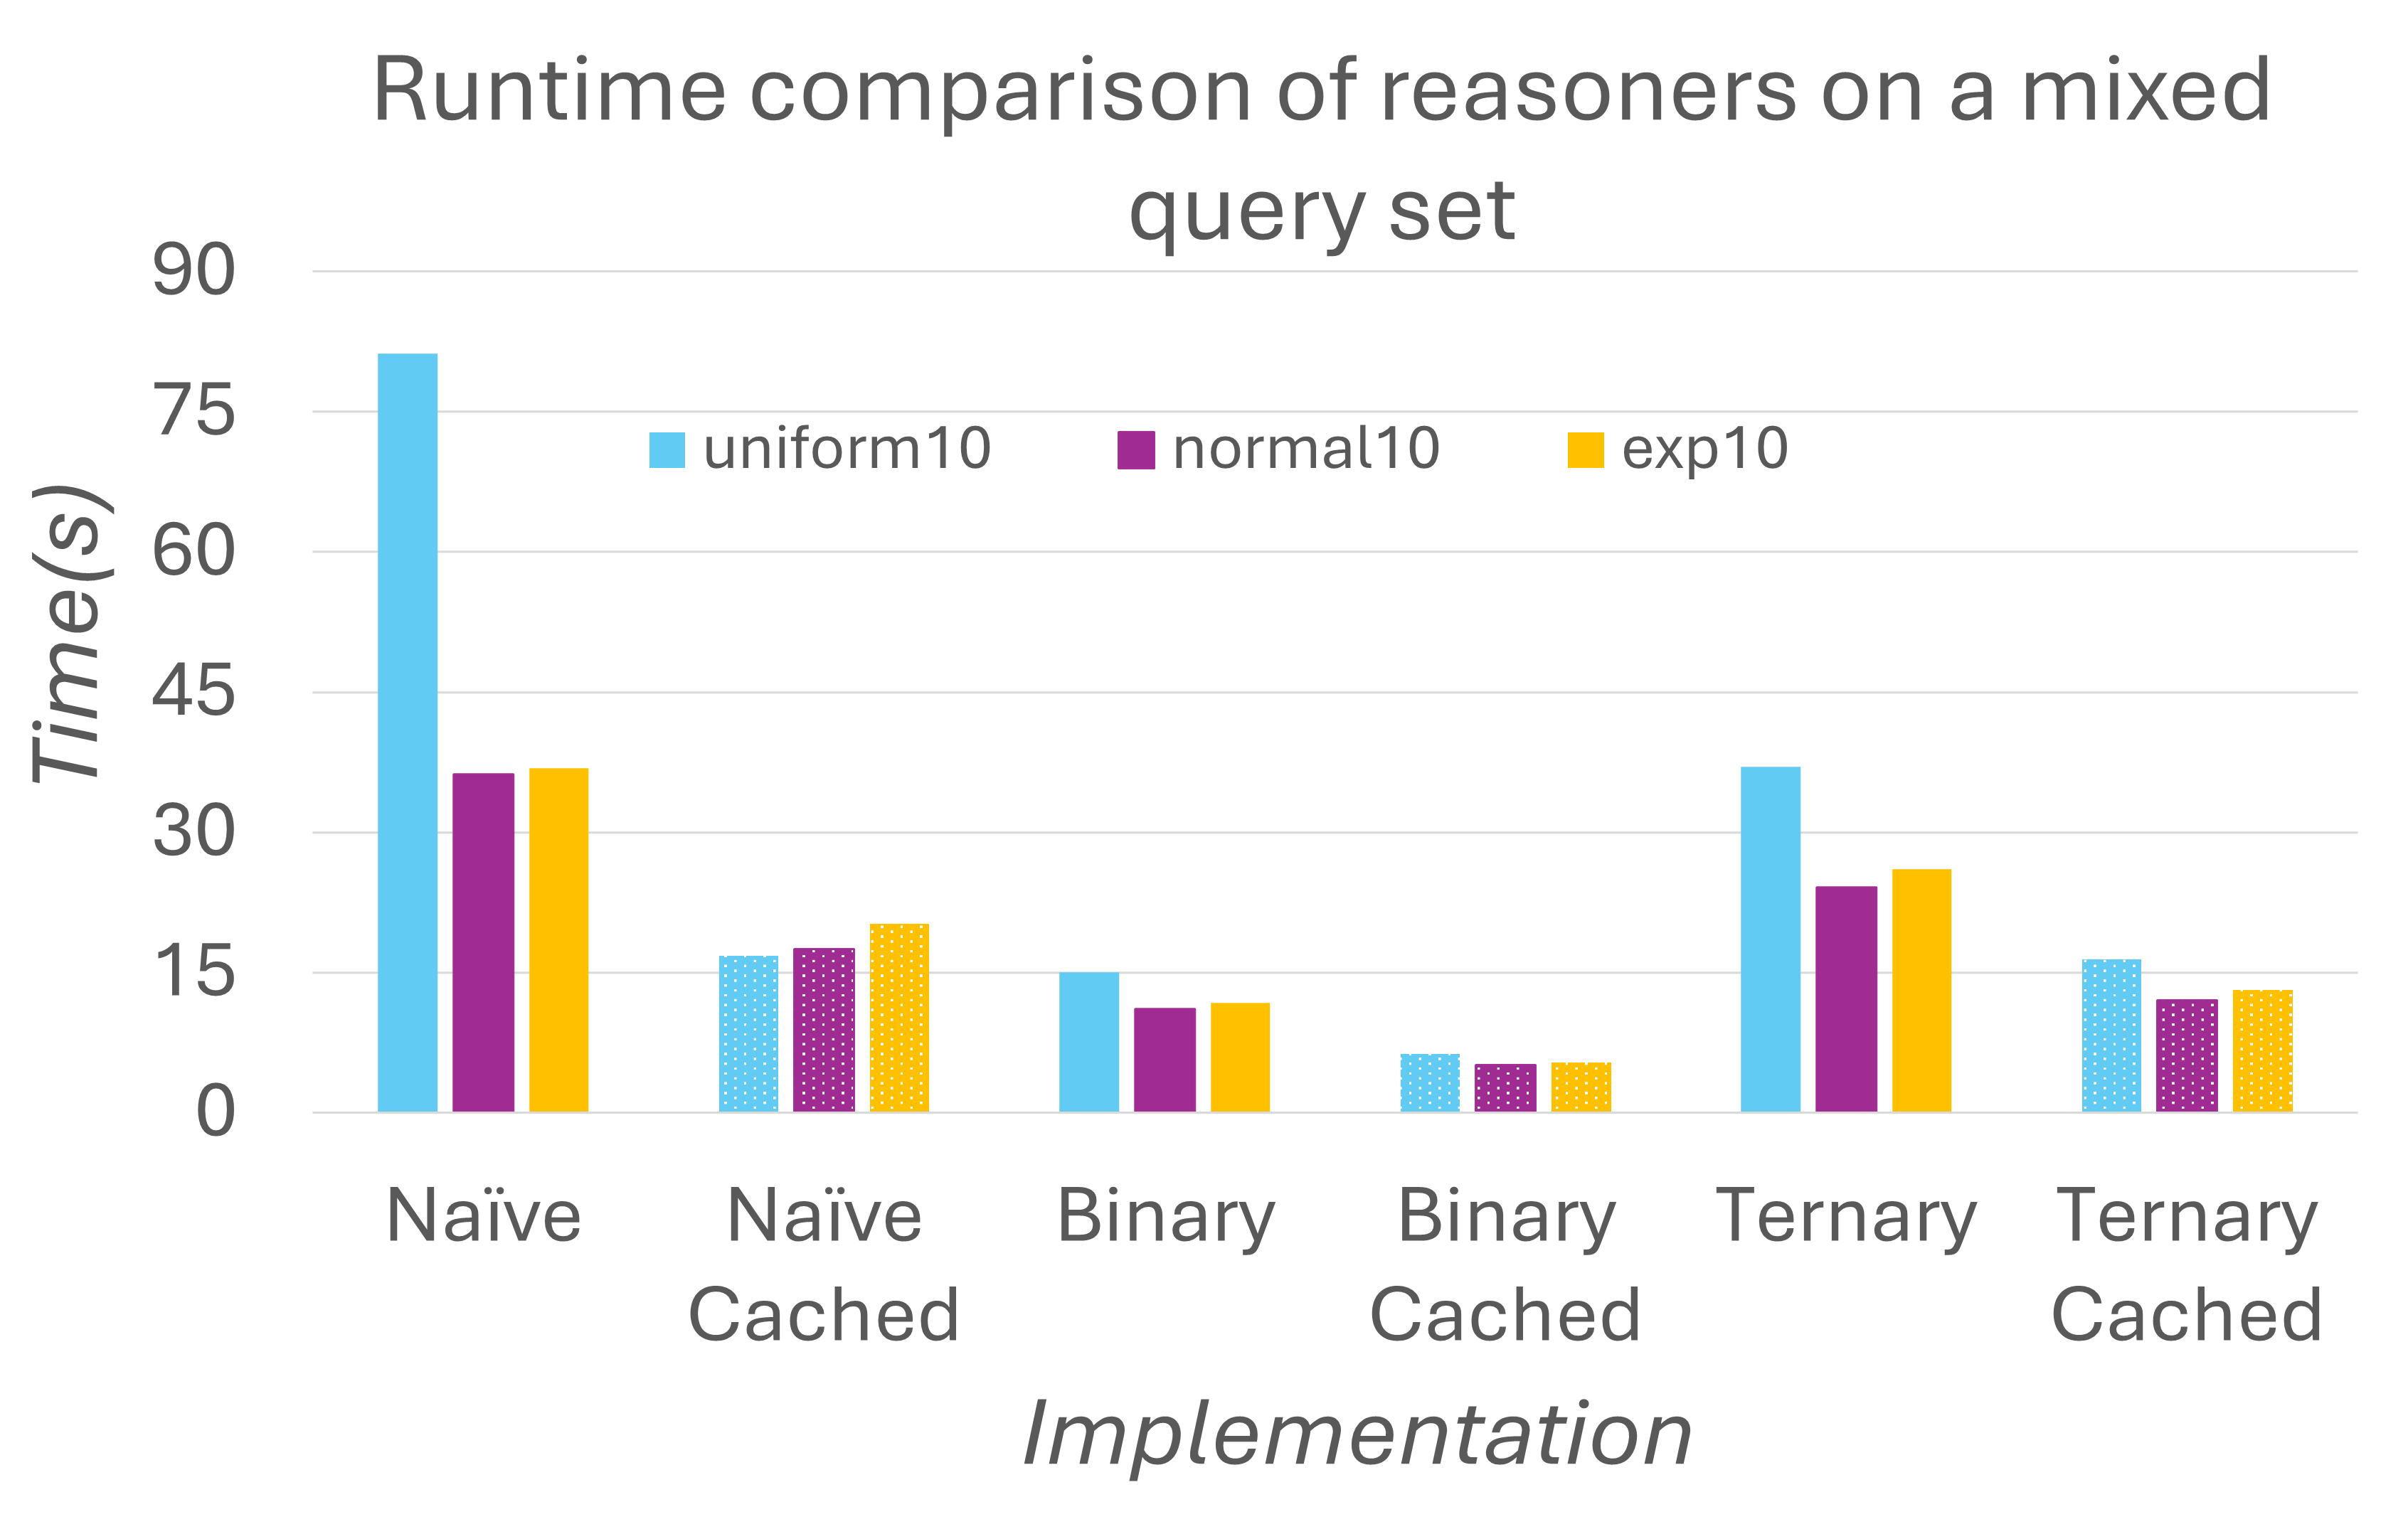 Runtime comparison of reasoners on a mixed
query set
90
75
60
45
30
15
0
Time(s)
uniform10 normal10 exp10
Naïve Naïve Binary Binary Ternary Ternary
Cached Cached Cached
Implementation